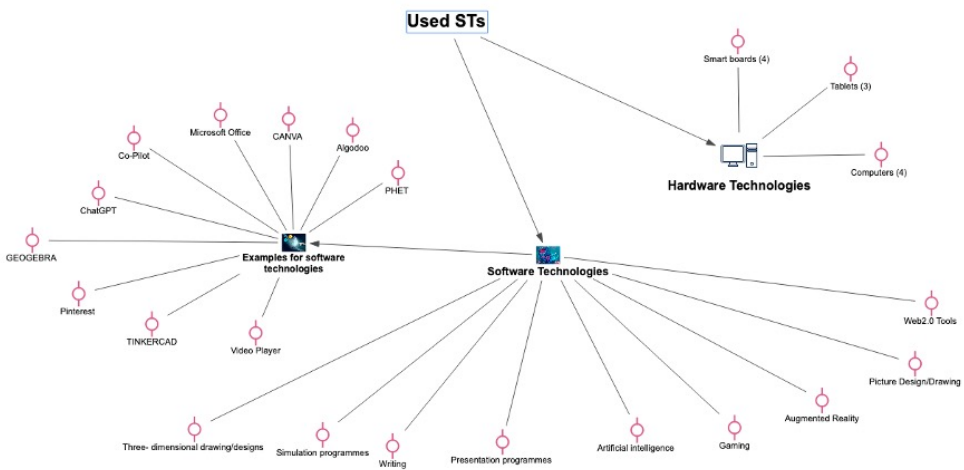 Used STs
Smart boards (4)
Tablets (3)
Computers (4)
Hardware Technologies
Microsoft Office
CANVA
Algodoo
Co-Pilot
PHET
ChatGPT
GEOGEBRA
Examples for software
technologies
Software Technologies
Pinterest
TINKERCAD
Video Player
Web2.0 Tools
Picture Design/Drawing
Augmented Reality
Three- dimensional drawing/designs
Simulation programmes
Writing
Presentation programmes
Artificial intelligence
Gaming